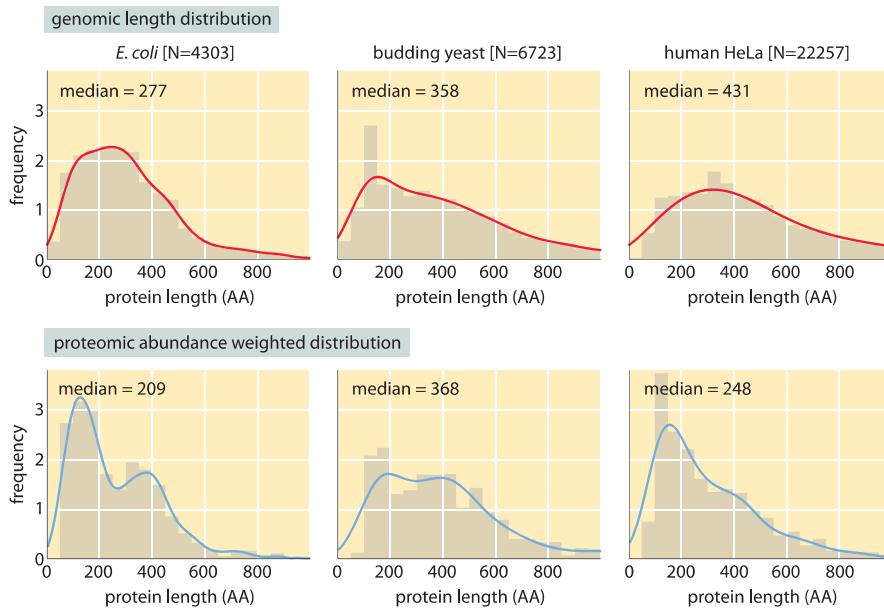 genomic length distribution
E. coli [N=4303]
budding yeast [N=6723]
human HeLa [N=22257]
median = 277
median = 358
median = 431
frequency
3
2
1
0
0 200 400 600 800
0 200 400 600 800
0 200 400 600 800
protein length (AA)
protein length (AA)
protein length (AA)
proteomic abundance weighted distribution
median = 209
median = 368
median = 248
frequency
3
2
1
0
0 200 400 600 800
0 200 400 600 800
0 200 400 600 800
protein length (AA)
protein length (AA)
protein length (AA)